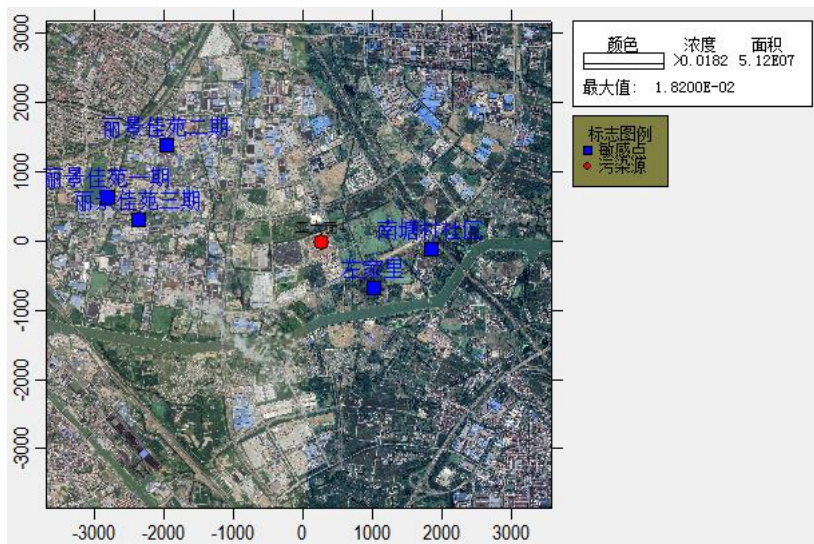 颜色 浓度 面积
>0.0182 5.12E07
最大值: 1.8200E-02
标志图例
敏感点
污染源
丽景佳苑二期
丽景佳苑一期
丽景佳苑三期
南塘村社区
左家里
3000
2000
1000
0
-1000
-2000
-3000
-3000 -2000 -1000 0 1000 2000 3000